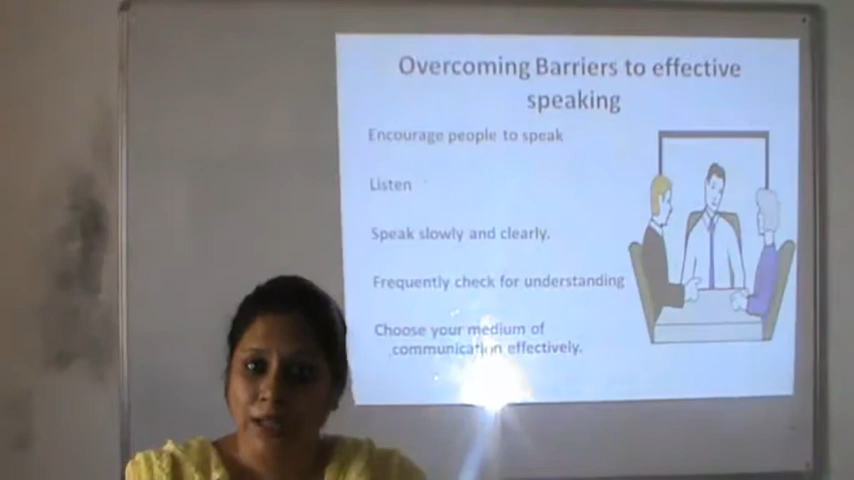 Overcoming Barriers to effective
speaking
Encourage people to speak
Listen
Speak slowly and clearly.
Frequently check for understanding
Choose your medium of
communication effectively.